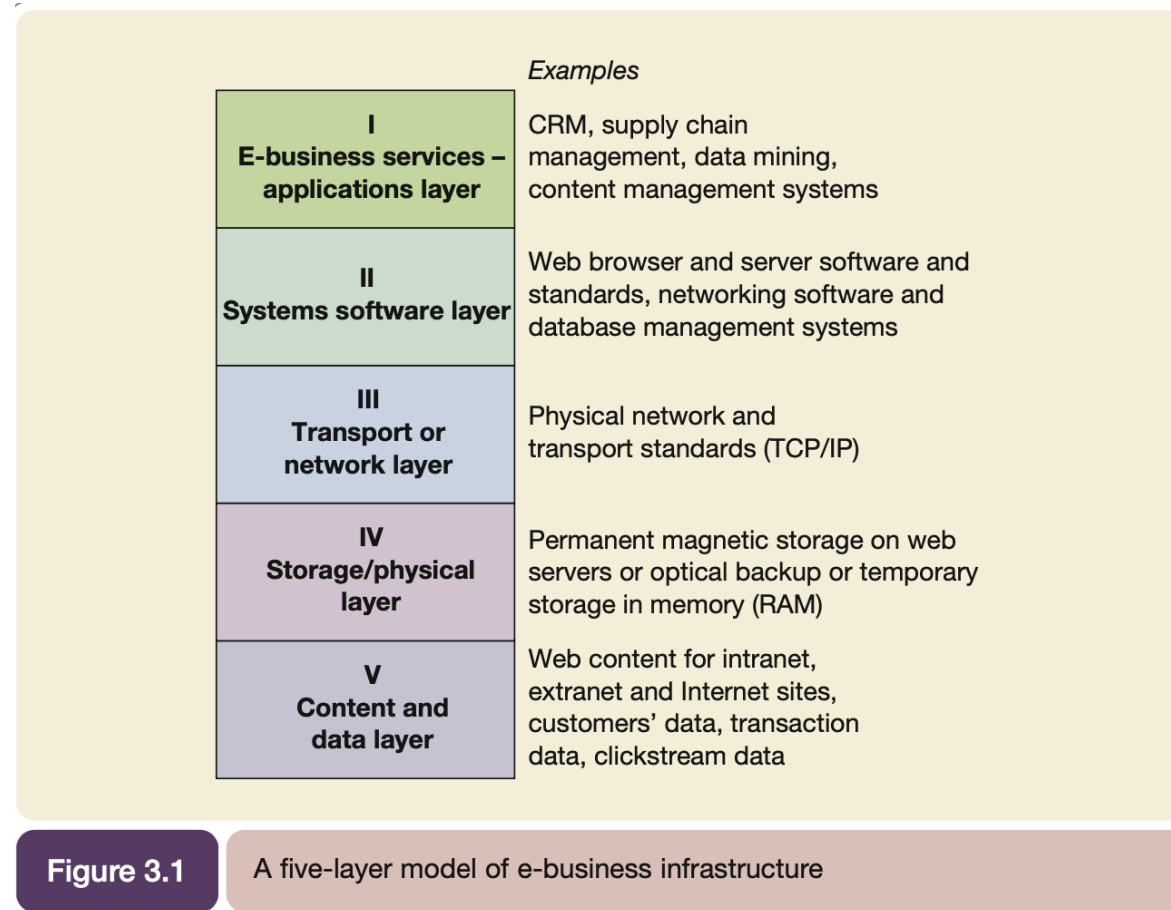 Examples
I
E-business services –
applications layer
CRM, supply chain
management, data mining,
content management systems
II
Systems software layer
Web browser and server software and
standards, networking software and
database management systems
III
Transport or
network layer
Physical network and
transport standards (TCP/IP)
IV
Storage/physical
layer
Permanent magnetic storage on web
servers or optical backup or temporary
storage in memory (RAM)
V
Content and
data layer
Web content for intranet,
extranet and Internet sites,
customers’ data, transaction
data, clickstream data
Figure 3.1
A five-layer model of e-business infrastructure